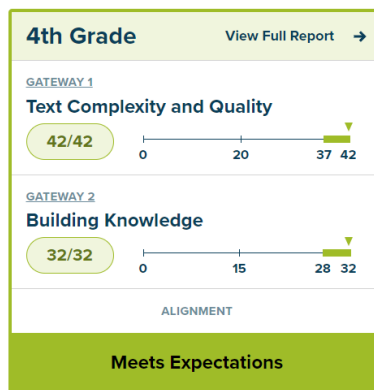 4th Grade View Full Report →
GATEWAY 1
Text Complexity and Quality
42/42
0 20 37 42
GATEWAY 2
Building Knowledge
32/32
0 15 28 32
ALIGNMENT
Meets Expectations